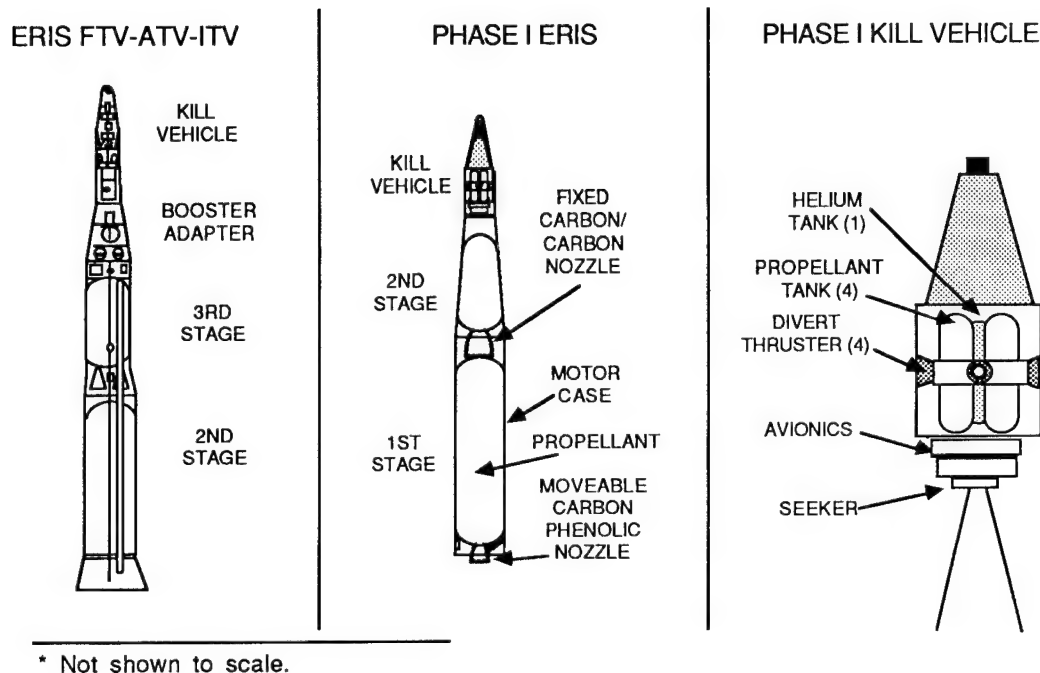 ERIS FTV-ATV-ITV
KILL
VEHICLE
BOOSTER
ADAPTER
3RD
STAGE
2ND
STAGE
PHASE I ERIS
KILL
VEHICLE
FIXED
CARBON/
CARBON
NOZZLE
2ND
STAGE
MOTOR
CASE
1ST
STAGE
PROPELLANT
MOVEABLE
CARBON
PHENOLIC
NOZZLE
PHASE I KILL VEHICLE
HELIUM
TANK (1)
PROPELLANT
TANK (4)
DIVERT
THRUSTER (4)
AVIONICS
SEEKER
* Not shown to scale.